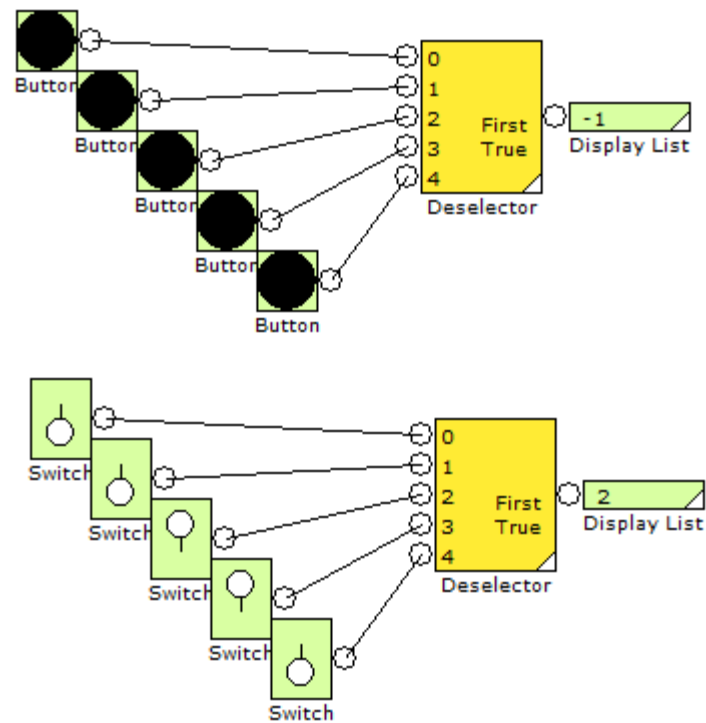 Button
Button
Button
Button
Button
0
1
2
3
4
First
True
Deselector
-1
Display List
Switch
Switch
Switch
Switch
Switch
0
1
2
3
4
First
True
Deselector
2
Display List